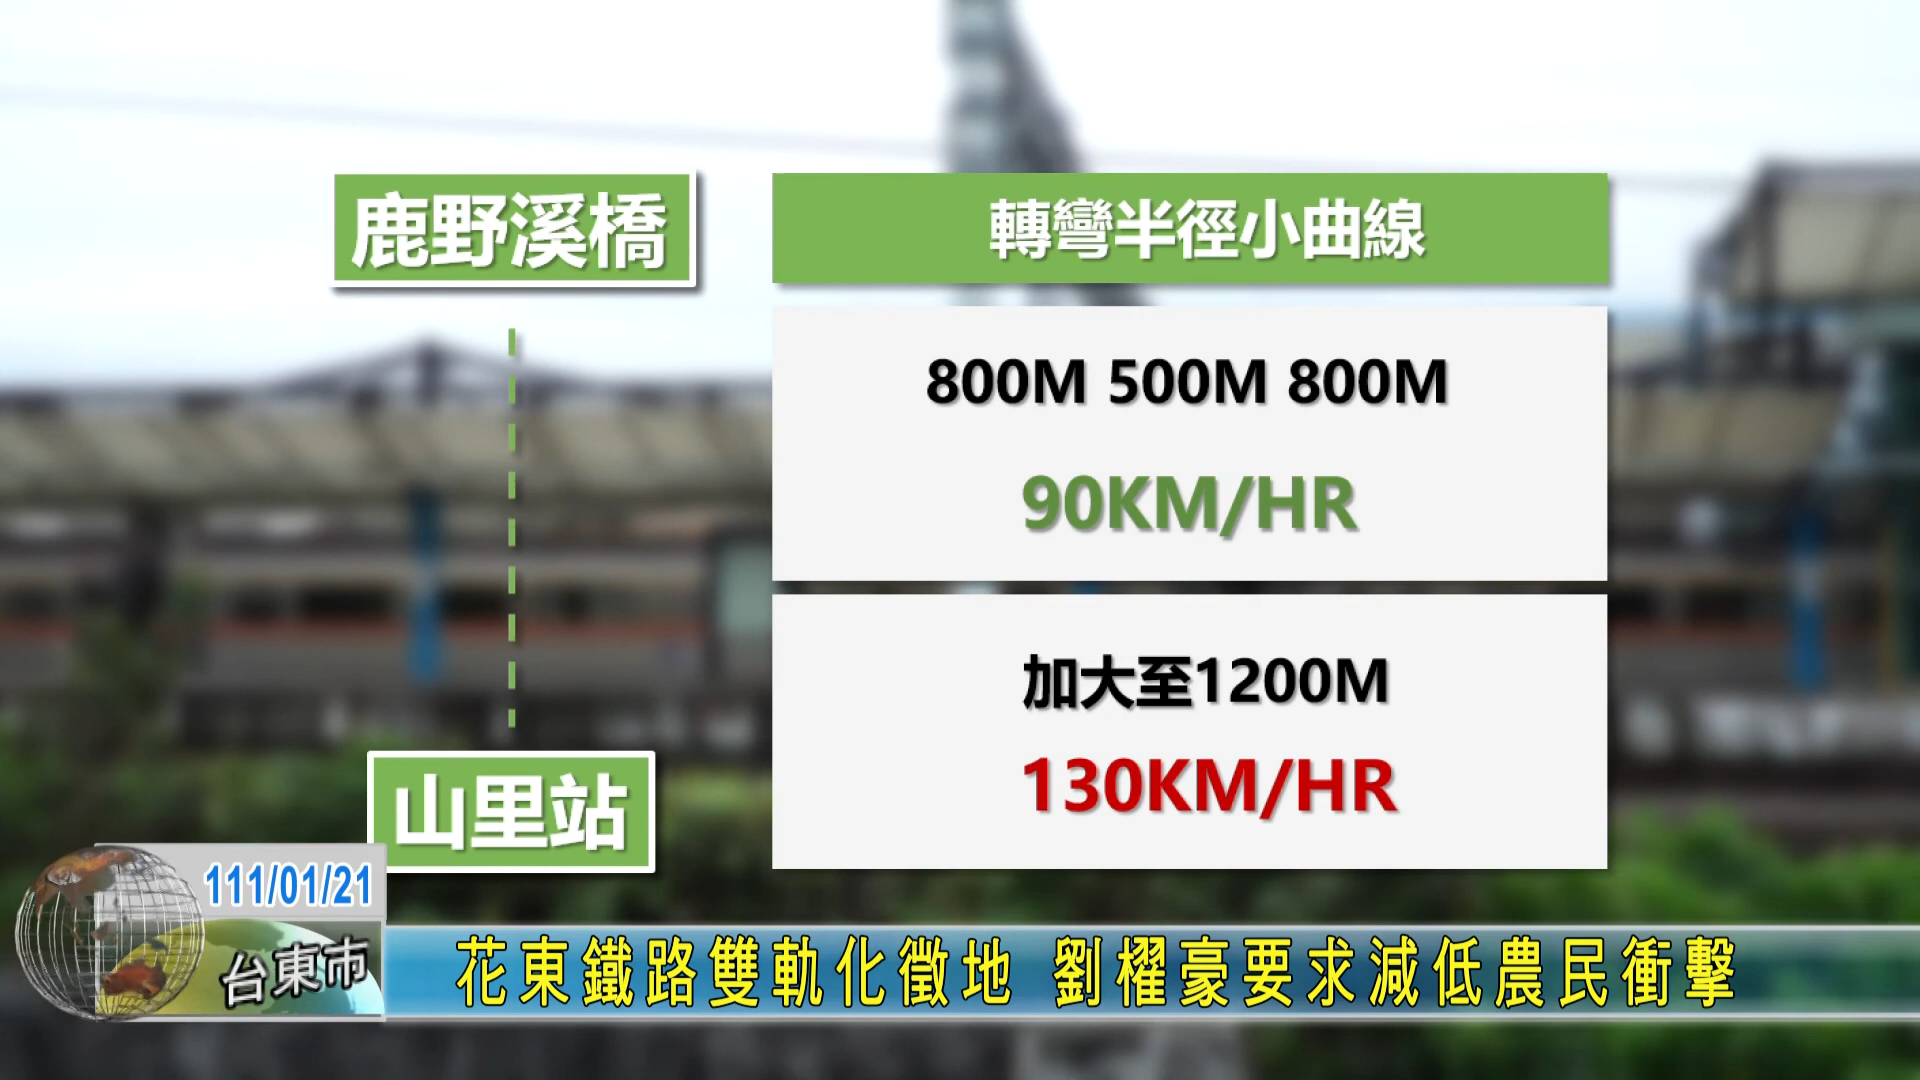 鹿野溪橋
轉彎半徑小曲線
800M 500M 800M
90KM/HR
加大至1200M
130KM/HR
山里站
111/01/21
台東市
花東鐵路雙軌化徵地 劉櫂豪要求減低農民衝擊